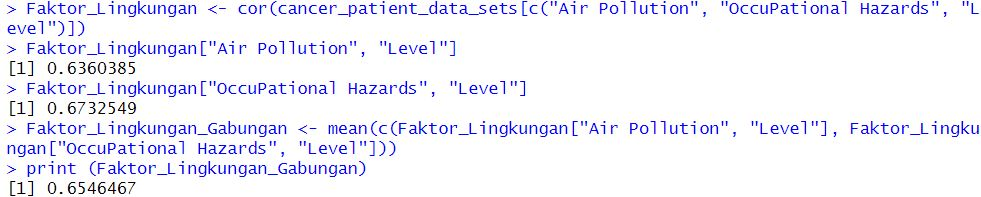 > Faktor_Lingkungan <- cor(cancer_patient_data_sets[c("Air Pollution", "OccuPational Hazards", "L
evel")])
> Faktor_Lingkungan["Air Pollution", "Level"]
[1] 0.6360385
> Faktor_Lingkungan["OccuPational Hazards", "Level"]
[1] 0.6732549
> Faktor_Lingkungan_Gabungan <- mean(c(Faktor_Lingkungan["Air Pollution", "Level"], Faktor_Lingku
ngan["OccuPational Hazards", "Level"]))
> print (Faktor_Lingkungan_Gabungan)
[1] 0.6546467